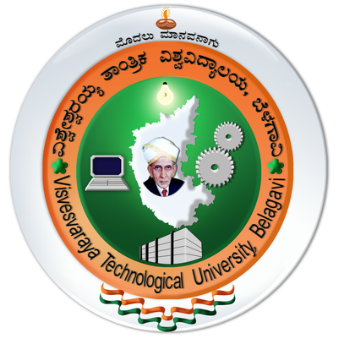 ಮೊದಲು ಮಾನವನಾಗು
ವಿಶ್ವೇಶ್ವರಯ್ಯ ತಾಂತ್ರಿಕ ವಿಶ್ವವಿದ್ಯಾಲಯ, ಬೆಳಗಾವಿ
Visvesvaraya Technological University, Belagavi